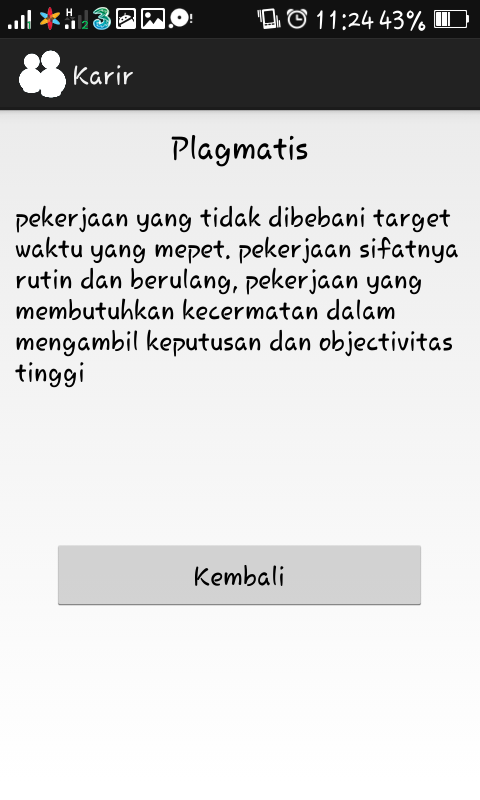 11:24 43%
Karir
Plagmatis
pekerjaan yang tidak dibebani target
waktu yang mepet. pekerjaan sifatnya
rutin dan berulang, pekerjaan yang
membutuhkan kecermatan dalam
mengambil keputusan dan objectivitas
tinggi
Kembali